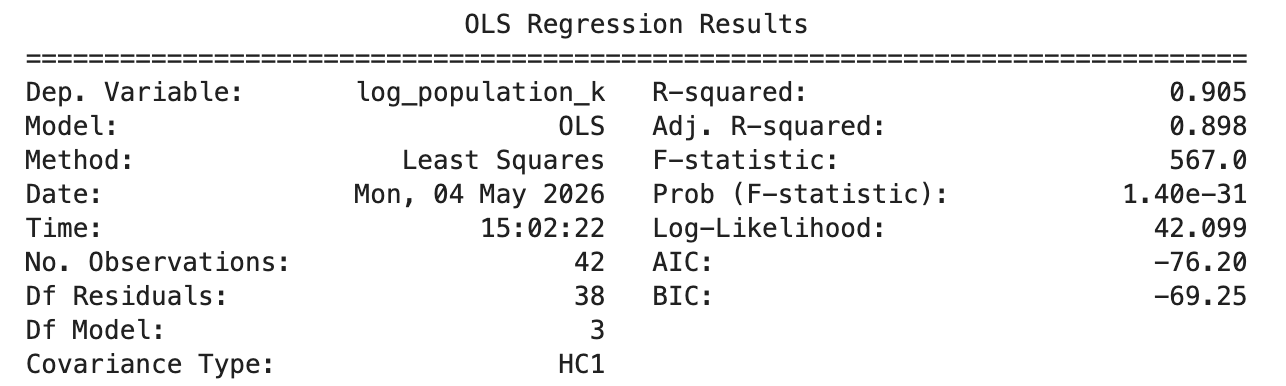 OLS Regression Results
==============================================================================
Dep. Variable: log_population_k R-squared: 0.905
Model: OLS Adj. R-squared: 0.898
Method: Least Squares F-statistic: 567.0
Date: Mon, 04 May 2026 Prob (F-statistic): 1.40e-31
Time: 15:02:22 Log-Likelihood: 42.099
No. Observations: 42 AIC: -76.20
Df Residuals: 38 BIC: -69.25
Df Model: 3
Covariance Type: HC1